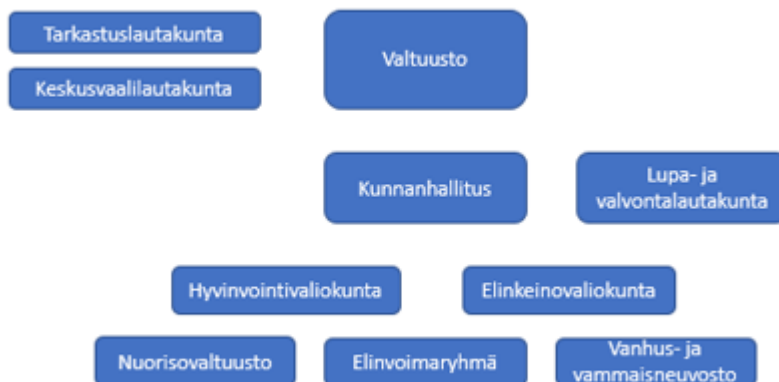 Tarkastuslautakunta
Valtuusto
Keskusvaalilautakunta
Kunnanhallitus
Lupa- ja
valvontalautakunta
Hyvinvointivaliokunta
Elinkeinovaliokunta
Nuorisovaltuusto
Elinvoimaryhmä
Vanhus- ja
vammaisneuvosto